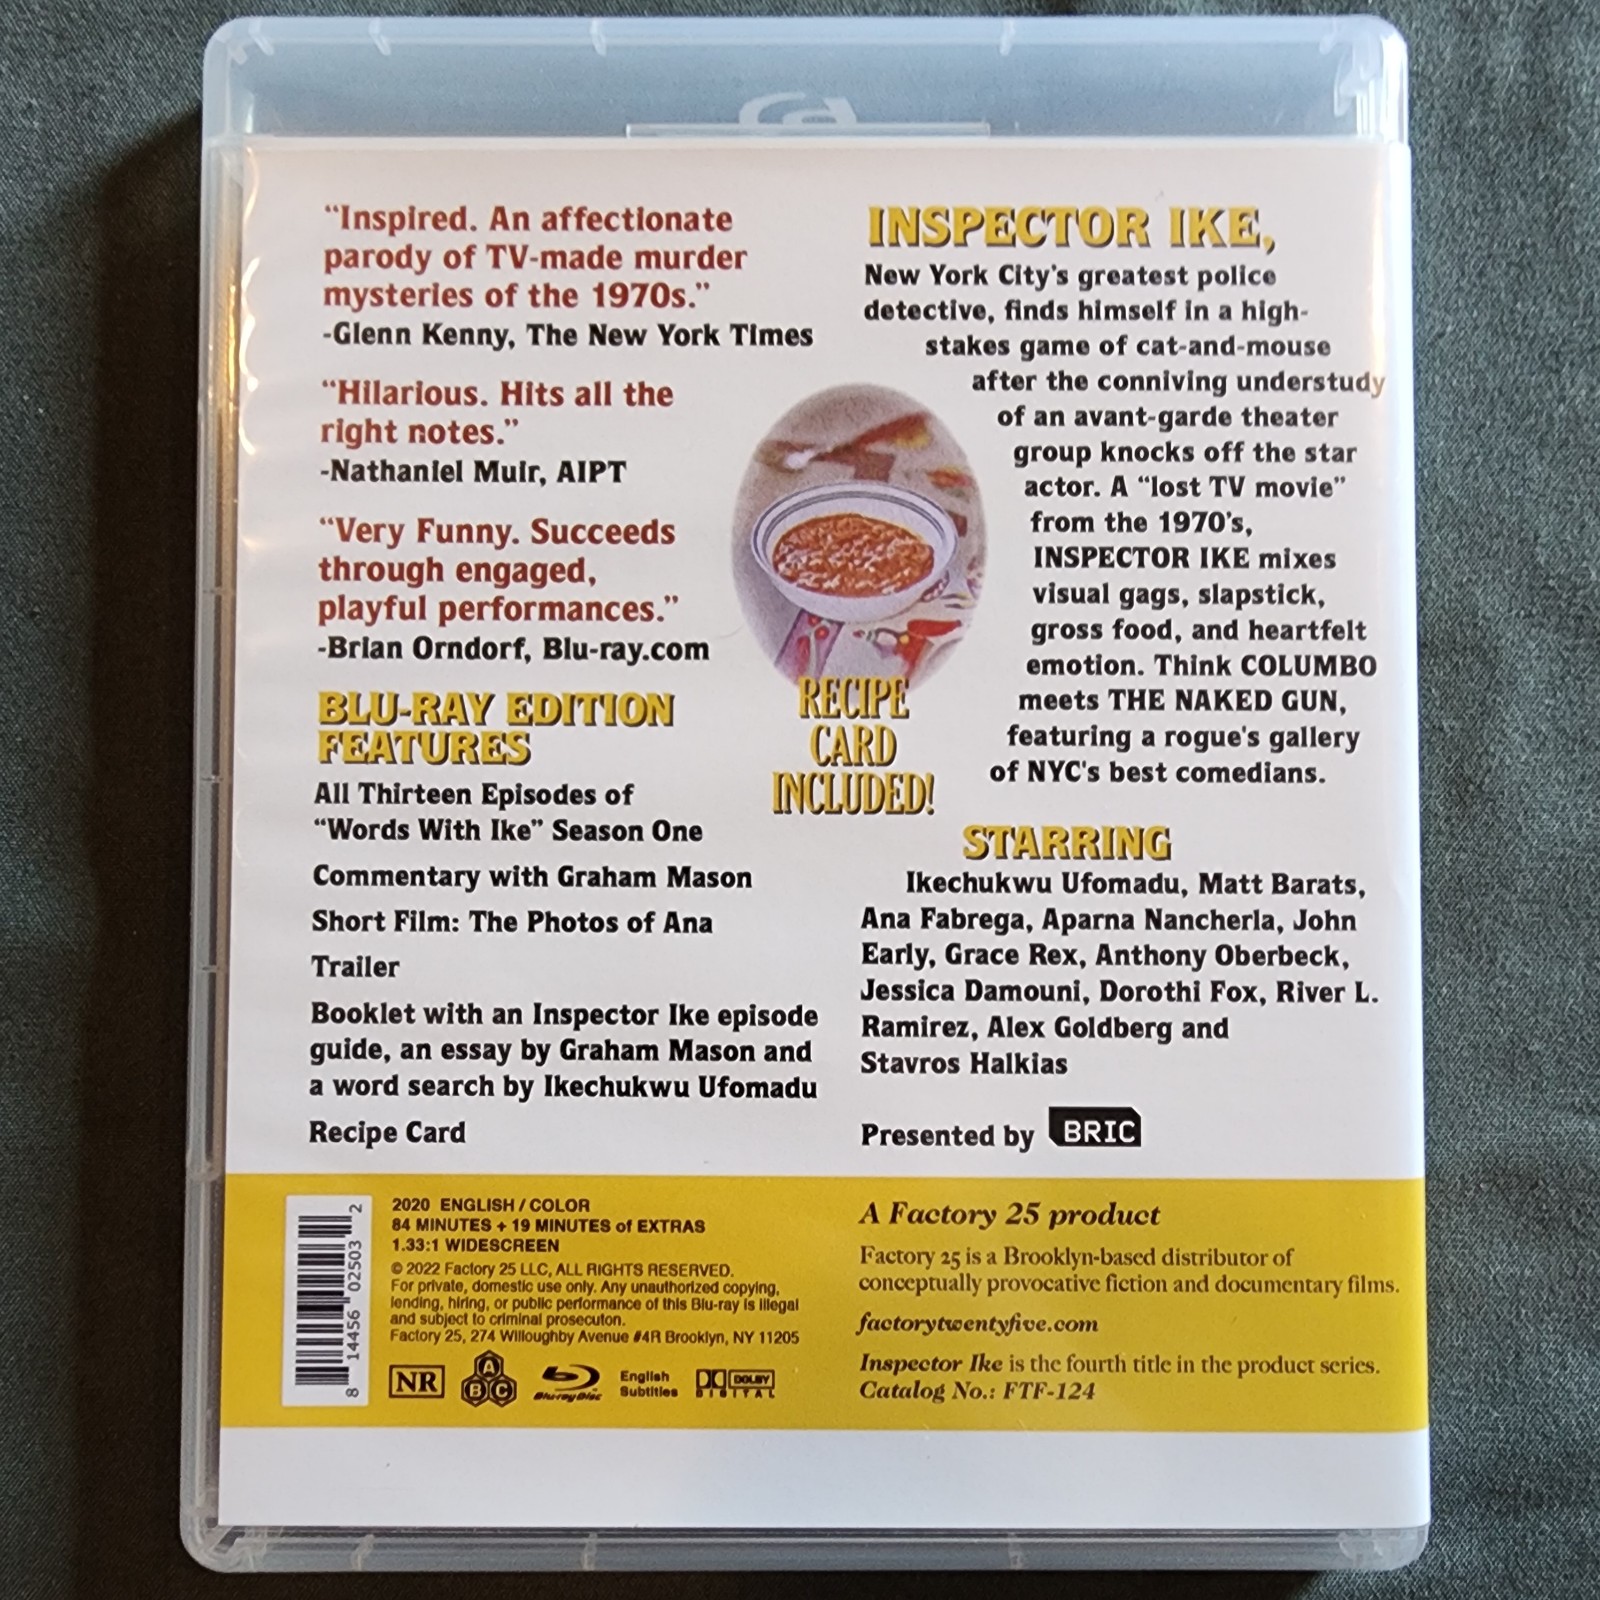 “Inspired. An affectionate
parody of TV-made murder
mysteries of the 1970s.”
-Glenn Kenny, The New York Times
“Hilarious. Hits all the
right notes.”
-Nathaniel Muir, AIPT
“Very Funny. Succeeds
through engaged,
playful performances.”
-Brian Orndorf, Blu-ray.com
BLU-RAY EDITION
FEATURES
All Thirteen Episodes of
“Words With Ike” Season One
Commentary with Graham Mason
Short Film: The Photos of Ana
Trailer
Booklet with an Inspector Ike episode
guide, an essay by Graham Mason and
a word search by Ikechukwu Ufomadu
Recipe Card
RECIPE
CARD
INCLUDED!
INSPECTOR IKE,
New York City's greatest police
detective, finds himself in a high-
stakes game of cat-and-mouse
after the conniving understudy
of an avant-garde theater
group knocks off the star
actor. A “lost TV movie”
from the 1970's,
INSPECTOR IKE mixes
visual gags, slapstick,
gross food, and heartfelt
emotion. Think COLUMBO
meets THE NAKED GUN,
featuring a rogue's gallery
of NYC's best comedians.
STARRING
Ikechukwu Ufomadu, Matt Barats,
Ana Fabrega, Aparna Nancherla, John
Early, Grace Rex, Anthony Oberbeck,
Jessica Damouni, Dorothi Fox, River L.
Ramirez, Alex Goldberg and
Stavros Halkias
Presented by BRIC
8 14456 02503 2
2020 ENGLISH / COLOR
84 MINUTES + 19 MINUTES of EXTRAS
1.33:1 WIDESCREEN
© 2022 Factory 25 LLC, ALL RIGHTS RESERVED.
For private, domestic use only. Any unauthorized copying,
lending, hiring, or public performance of this Blu-ray is illegal
and subject to criminal prosecuton.
Factory 25, 274 Willoughby Avenue #4R Brooklyn, NY 11205
NR
A
B C
Blu-ray Disc
English
Subtitles
DOLBY
DIGITAL
A Factory 25 product
Factory 25 is a Brooklyn-based distributor of
conceptually provocative fiction and documentary films.
factorytwentyfive.com
Inspector Ike is the fourth title in the product series.
Catalog No.: FTF-124